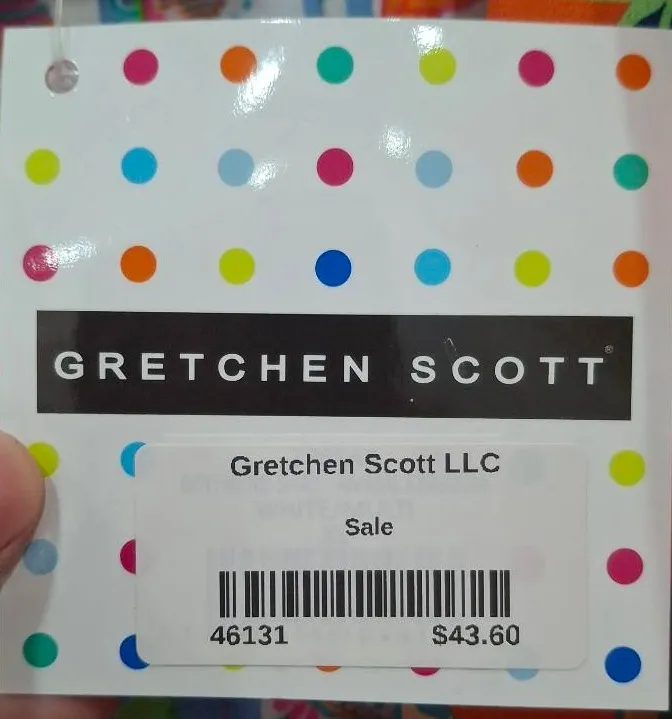 GRETCHEN SCOTT®
Gretchen Scott LLC
Sale
46131 $43.60